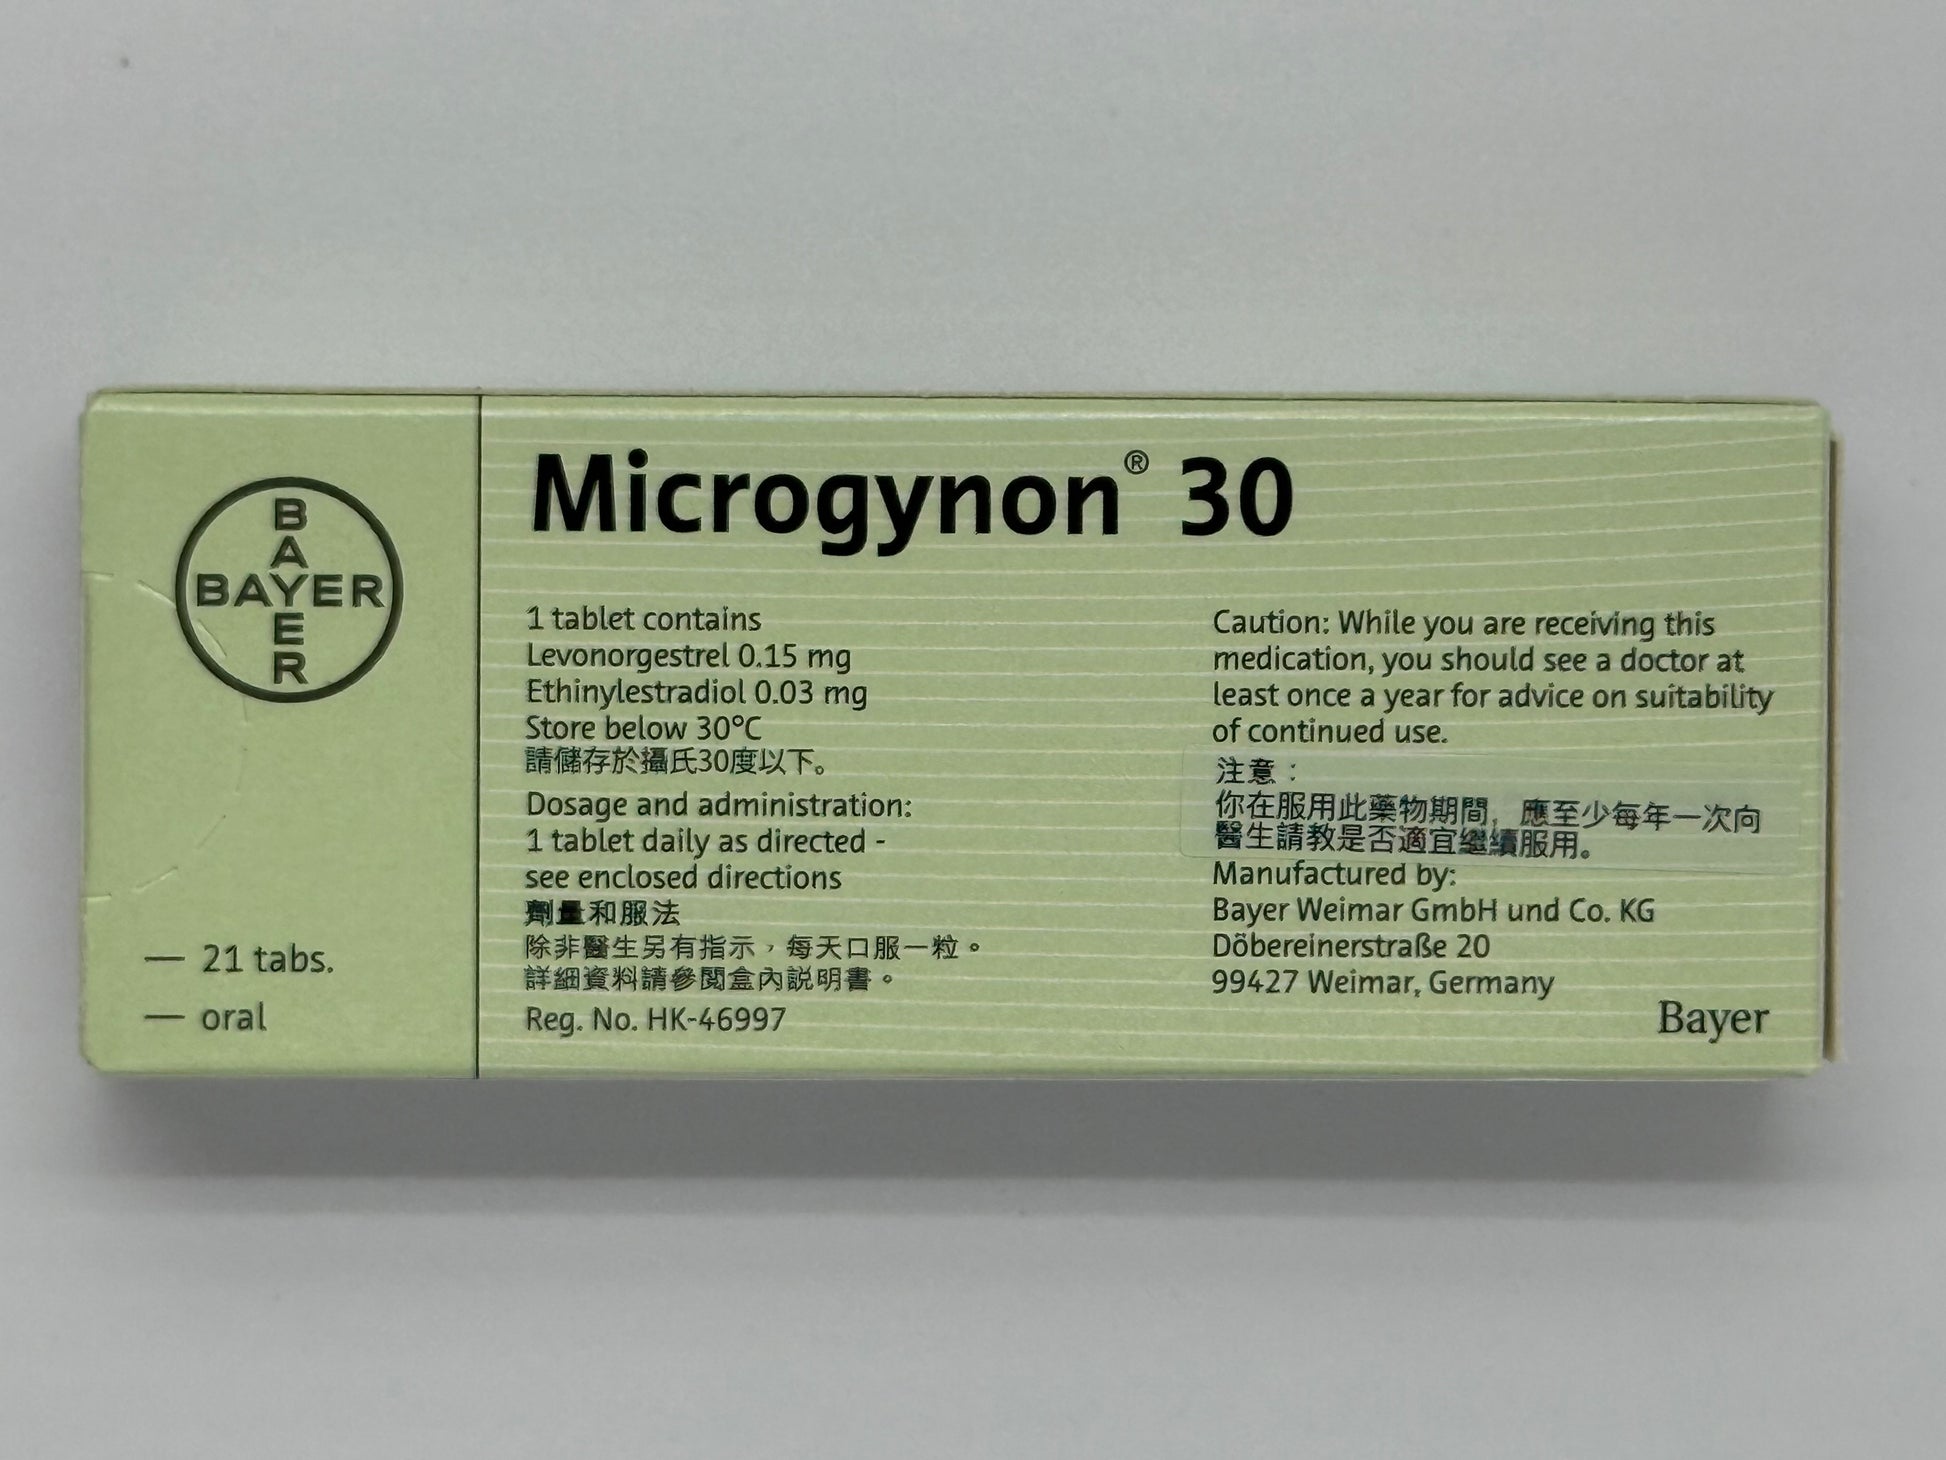 BAYER
BAYER
21 tabs.
oral
Microgynon® 30
1 tablet contains
Levonorgestrel 0.15 mg
Ethinylestradiol 0.03 mg
Store below 30°C
請儲存於攝氏30度以下。
Dosage and administration:
1 tablet daily as directed -
see enclosed directions
劑量和服法
除非醫生另有指示，每天口服一粒。
詳細資料請參閱盒內説明書。
Reg. No. HK-46997
Caution: While you are receiving this
medication, you should see a doctor at
least once a year for advice on suitability
of continued use.
注意：
你在服用此藥物期間，應至少每年一次向
醫生請教是否適宜繼續服用。
Manufactured by:
Bayer Weimar GmbH und Co. KG
Döbereinerstraße 20
99427 Weimar, Germany
Bayer